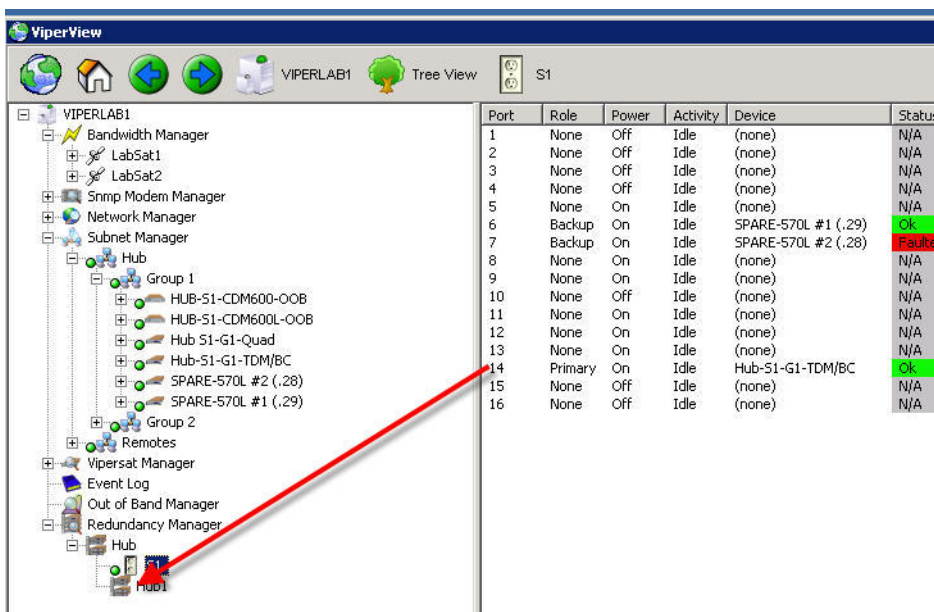 ViperView
VIPERLAB1 Tree View S1
VIPERLAB1
Bandwidth Manager
LabSat1
LabSat2
Snmp Modem Manager
Network Manager
Subnet Manager
Hub
Group 1
HUB-S1-CDM600-OOB
HUB-S1-CDM600L-OOB
Hub S1-G1-Quad
Hub-S1-G1-TDM/BC
SPARE-570L #2 (.28)
SPARE-570L #1 (.29)
Group 2
Remotes
Vipersat Manager
Event Log
Out of Band Manager
Redundancy Manager
Hub
S1
Hub1
Port Role Power Activity Device Status
1 None Off Idle (none) N/A
2 None Off Idle (none) N/A
3 None Off Idle (none) N/A
4 None Off Idle (none) N/A
5 None On Idle (none) N/A
6 Backup On Idle SPARE-570L #1 (.29) Ok
7 Backup On Idle SPARE-570L #2 (.28) Faulte
8 None On Idle (none) N/A
9 None On Idle (none) N/A
10 None Off Idle (none) N/A
11 None On Idle (none) N/A
12 None On Idle (none) N/A
13 None On Idle (none) N/A
14 Primary On Idle Hub-S1-G1-TDM/BC Ok
15 None Off Idle (none) N/A
16 None Off Idle (none) N/A